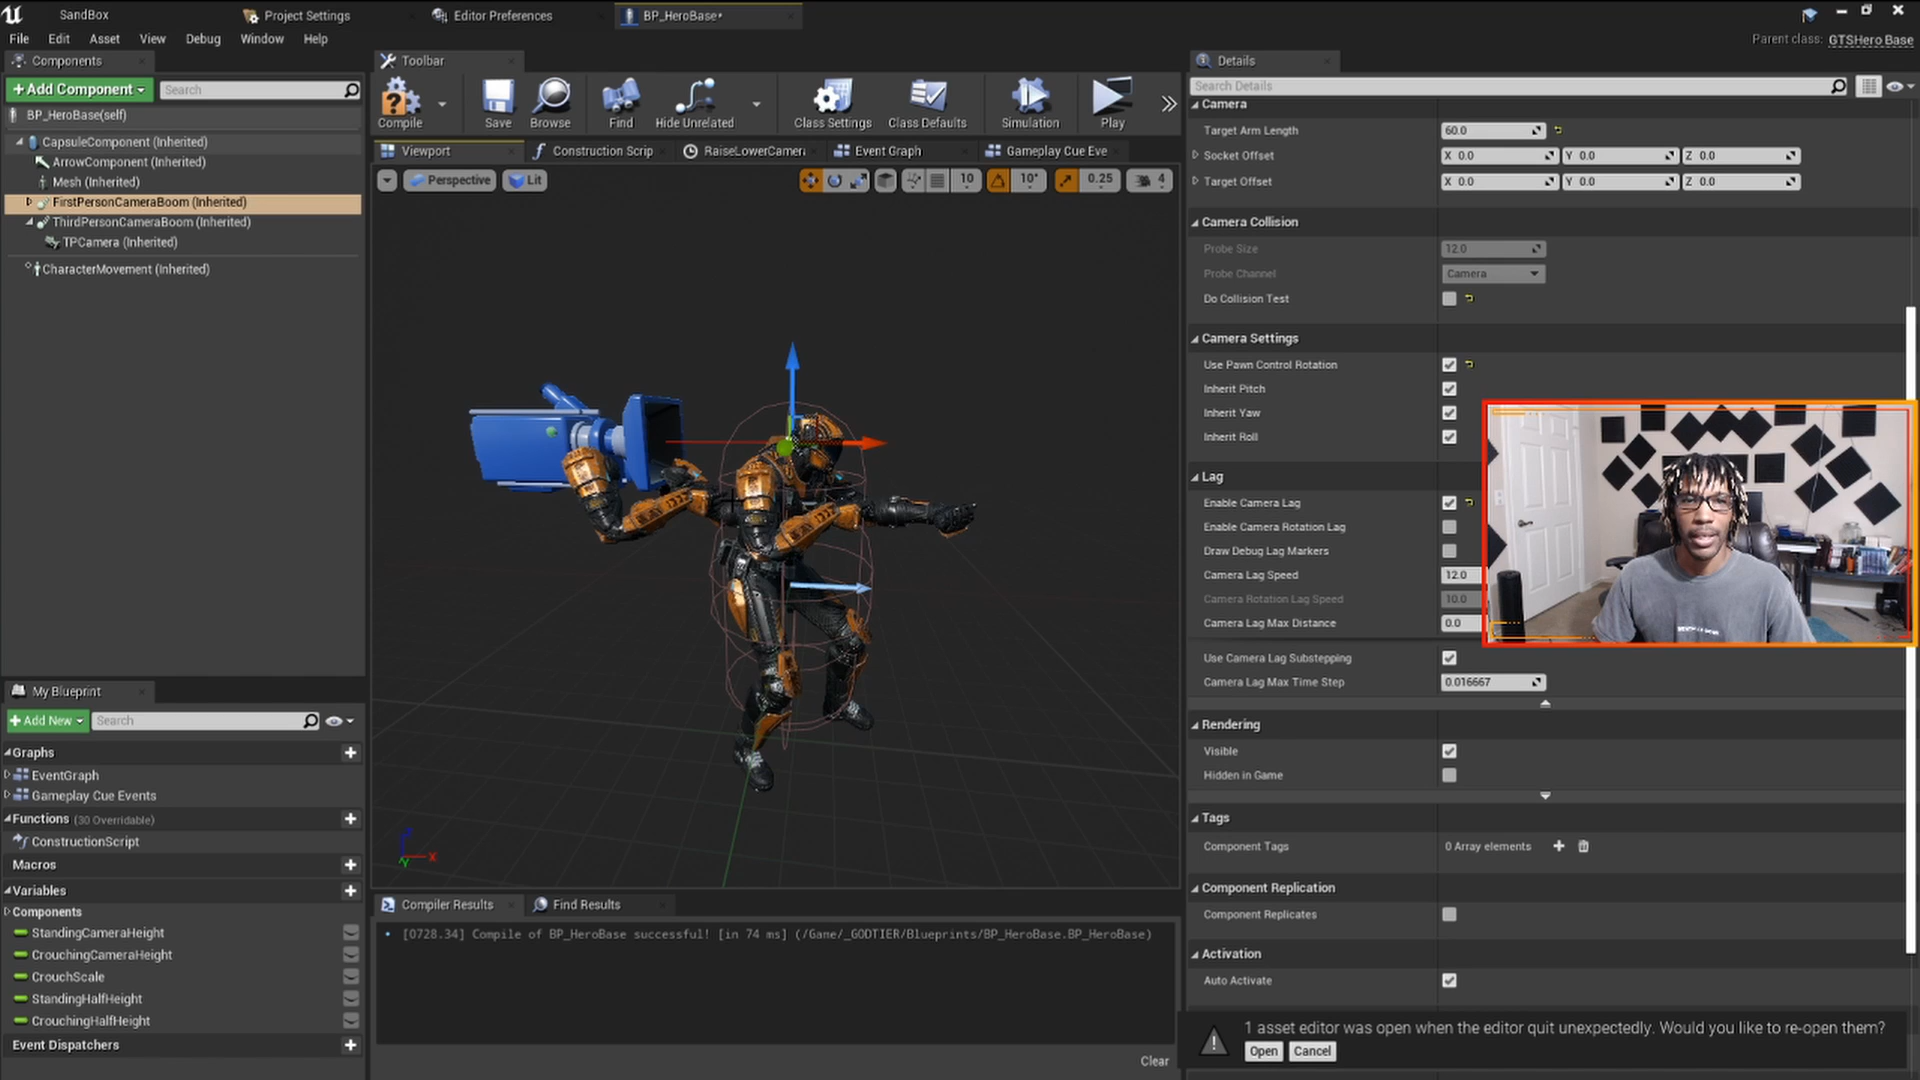 SandBox
Project Settings
Editor Preferences
BP_HeroBase*
File Edit Asset View Debug Window Help
Parent class: GTSHero Base
Components
+Add Component
Search
BP_HeroBase(self)
CapsuleComponent (Inherited)
ArrowComponent (Inherited)
Mesh (Inherited)
FirstPersonCameraBoom (Inherited)
ThirdPersonCameraBoom (Inherited)
TPCamera (Inherited)
CharacterMovement (Inherited)
My Blueprint
+Add New
Search
Graphs
EventGraph
Gameplay Cue Events
Functions (30 Overridable)
ConstructionScript
Macros
Variables
Components
StandingCameraHeight
CrouchingCameraHeight
CrouchScale
StandingHalfHeight
CrouchingHalfHeight
Event Dispatchers
Toolbar
Compile Save Browse Find Hide Unrelated Class Settings Class Defaults Simulation Play
Viewport Construction Scrip RaiseLowerCamera Event Graph Gameplay Cue Eve
Perspective Lit 10 10° 0.25 4
Z
X
Y
Compiler Results Find Results
[0728.34] Compile of BP_HeroBase successful! [in 74 ms] (/Game/_GODTIER/Blueprints/BP_HeroBase.BP_HeroBase)
Clear
Details
Search Details
Camera
Target Arm Length 60.0
Socket Offset X 0.0 Y 0.0 Z 0.0
Target Offset X 0.0 Y 0.0 Z 0.0
Camera Collision
Probe Size 12.0
Probe Channel Camera
Do Collision Test
Camera Settings
Use Pawn Control Rotation
Inherit Pitch
Inherit Yaw
Inherit Roll
Lag
Enable Camera Lag
Enable Camera Rotation Lag
Draw Debug Lag Markers
Camera Lag Speed 12.0
Camera Rotation Lag Speed 10.0
Camera Lag Max Distance 0.0
Use Camera Lag Substepping
Camera Lag Max Time Step 0.016667
Rendering
Visible
Hidden in Game
Tags
Component Tags 0 Array elements
Component Replication
Component Replicates
Activation
Auto Activate
1 asset editor was open when the editor quit unexpectedly. Would you like to re-open them?
Open Cancel